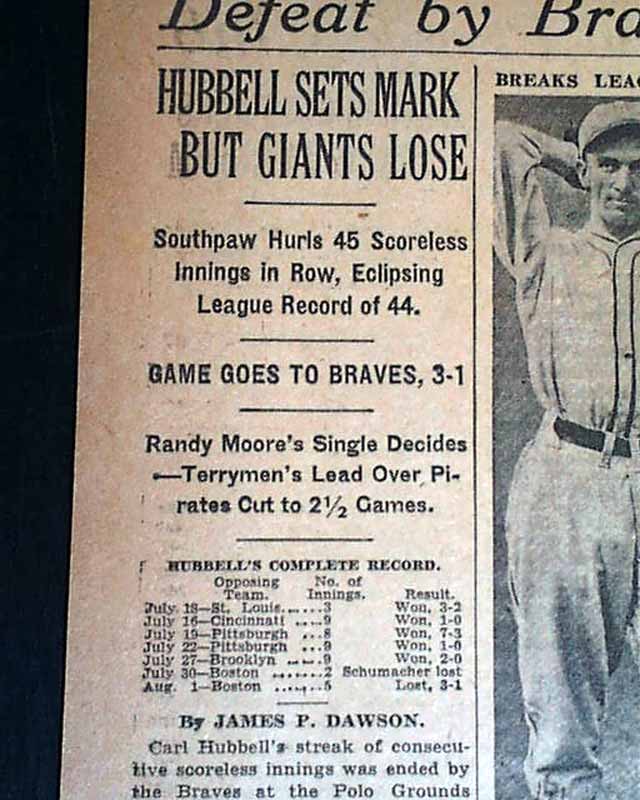 Defeat by Bra
HUBBELL SETS MARK
BUT GIANTS LOSE
Southpaw Hurls 45 Scoreless
Innings in Row, Eclipsing
League Record of 44.
GAME GOES TO BRAVES, 3-1
Randy Moore's Single Decides
—Terrymen's Lead Over Pi-
rates Cut to 2½ Games.
HUBBELL'S COMPLETE RECORD.
Opposing No. of
Team. Innings. Result.
July 18—St. Louis......3 Won, 3-2
July 16—Cincinnati .....9 Won, 1-0
July 19—Pittsburgh ...8 Won, 7-3
July 22—Pittsburgh ...9 Won, 1-0
July 27—Brooklyn ......9 Won, 2-0
July 30—Boston .......2 Schumacher lost
Aug. 1—Boston .......5 Lost, 3-1
By JAMES P. DAWSON.
Carl Hubbell's streak of consecu-
tive scoreless innings was ended by
the Braves at the Polo Grounds
BREAKS LEAG